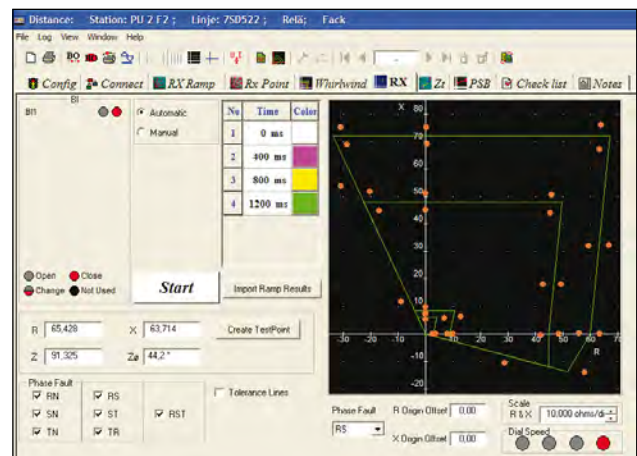 Distance: Station: PU 2 F2 ; Linje: 7SD522 ; Relä; Fack
File Log View Window Help
BO
Config Connect RX Ramp Rx Point Whirlwind RX Zt PSB Check list Notes
BI
BI1
Automatic
Manual
No Time Color
1 0 ms
2 400 ms
3 800 ms
4 1200 ms
Open Close
Change Not Used
Start
Import Ramp Results
R 65,428 X 63,714
Create TestPoint
Z 91,325 Zø 44,2 °
Phase Fault
RN RS
SN ST RST
TN TR
Tolerance Lines
X 80
70
60
50
40
30
20
10
-30 -20 -10 0 10 20 30 40 50 60 70
R
-10
-20
Phase Fault
RS
R Origin Offset 0,00
X Origin Offset 0,00
Scale
R & X 10.000 ohms/di
Dial Speed